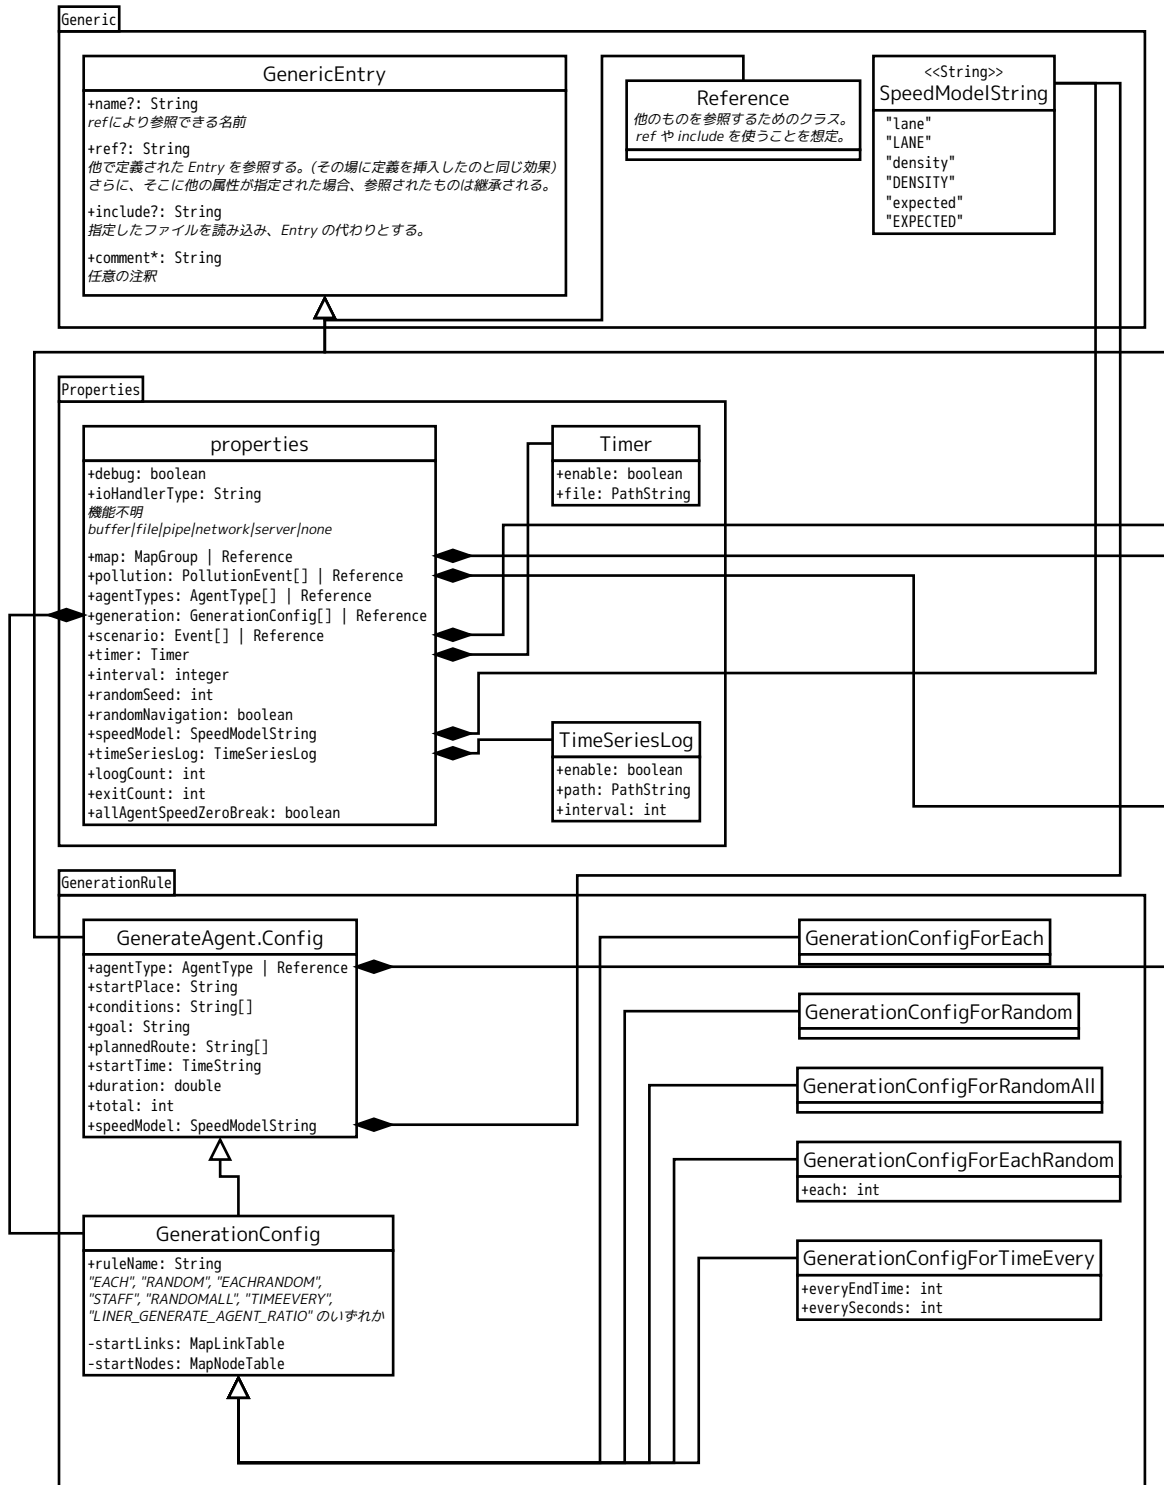 Generic
GenericEntry
+name?: String
refにより参照できる名前
+ref?: String
他で定義された Entry を参照する。(その場に定義を挿入したのと同じ効果)
さらに、そこに他の属性が指定された場合、参照されたものは継承される。
+include?: String
指定したファイルを読み込み、Entry の代わりとする。
+comment*: String
任意の注釈
Reference
他のものを参照するためのクラス。
ref や include を使うことを想定。
<<String>>
SpeedModelString
"lane"
"LANE"
"density"
"DENSITY"
"expected"
"EXPECTED"
Properties
properties
+debug: boolean
+ioHandlerType: String
機能不明
buffer|file|pipe|network|server|none
+map: MapGroup | Reference
+pollution: PollutionEvent[] | Reference
+agentTypes: AgentType[] | Reference
+generation: GenerationConfig[] | Reference
+scenario: Event[] | Reference
+timer: Timer
+interval: integer
+randomSeed: int
+randomNavigation: boolean
+speedModel: SpeedModelString
+timeSeriesLog: TimeSeriesLog
+loogCount: int
+exitCount: int
+allAgentSpeedZeroBreak: boolean
Timer
+enable: boolean
+file: PathString
TimeSeriesLog
+enable: boolean
+path: PathString
+interval: int
GenerationRule
GenerateAgent.Config
+agentType: AgentType | Reference
+startPlace: String
+conditions: String[]
+goal: String
+plannedRoute: String[]
+startTime: TimeString
+duration: double
+total: int
+speedModel: SpeedModelString
GenerationConfig
+ruleName: String
"EACH", "RANDOM", "EACHRANDOM",
"STAFF", "RANDOMALL", "TIMEEVERY",
"LINER_GENERATE_AGENT_RATIO" のいずれか
-startLinks: MapLinkTable
-startNodes: MapNodeTable
GenerationConfigForEach
GenerationConfigForRandom
GenerationConfigForRandomAll
GenerationConfigForEachRandom
+each: int
GenerationConfigForTimeEvery
+everyEndTime: int
+everySeconds: int